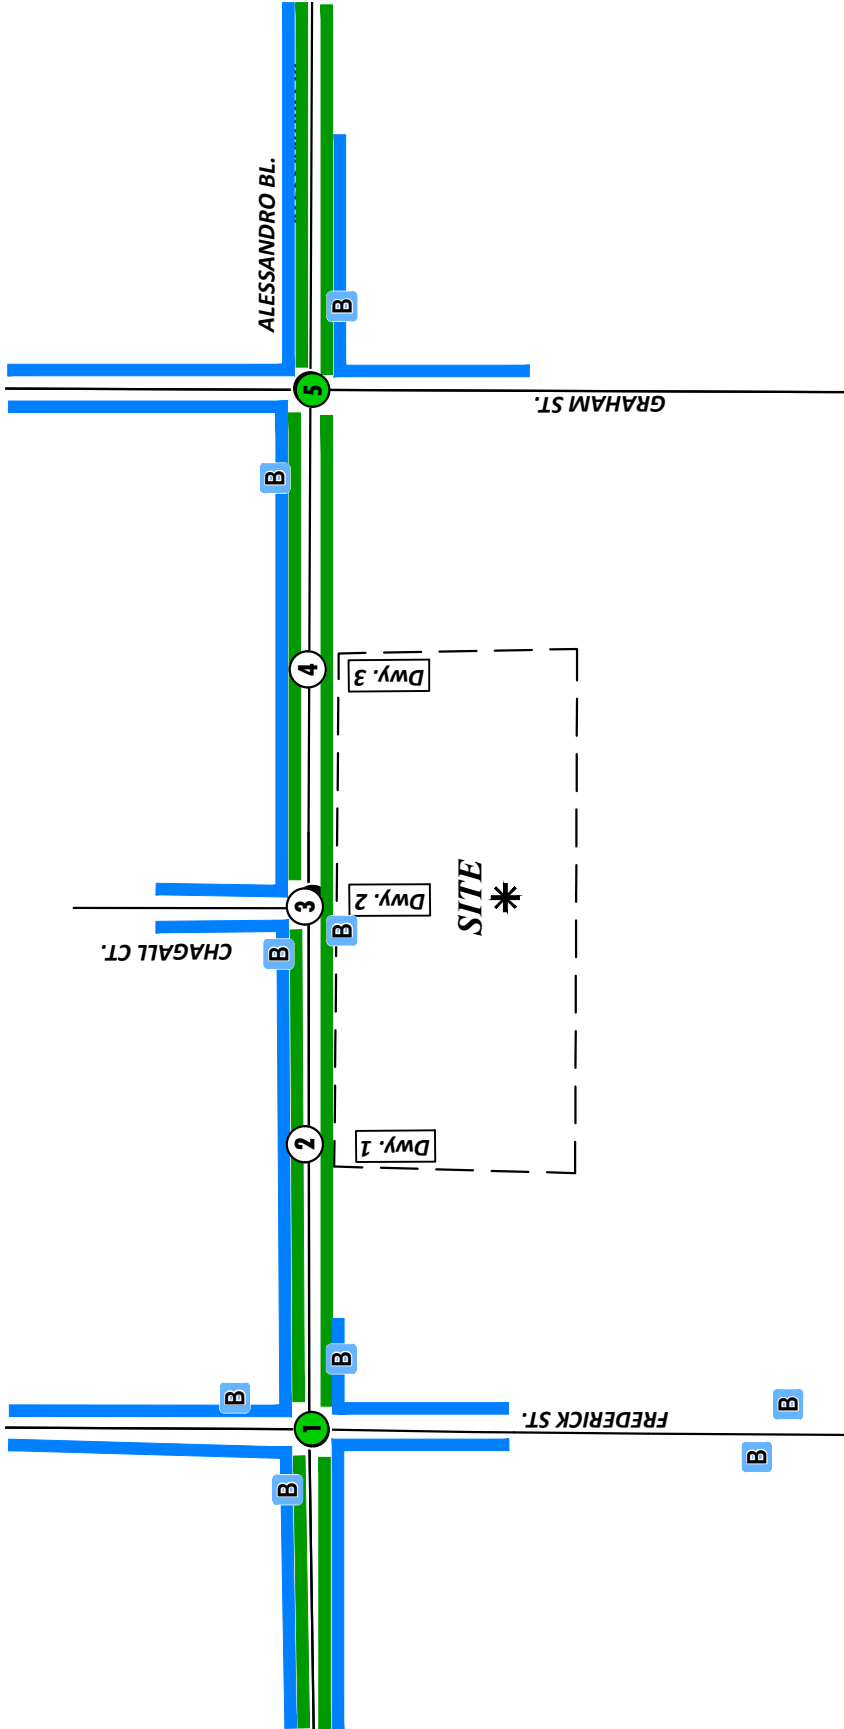 CHAGALL CT.
B
ALESSANDRO BL.
B
B
B
1
2
3
4
5
B
B
B
Dwy. 1
Dwy. 2
Dwy. 3
SITE
FREDERICK ST.
GRAHAM ST.
B
B